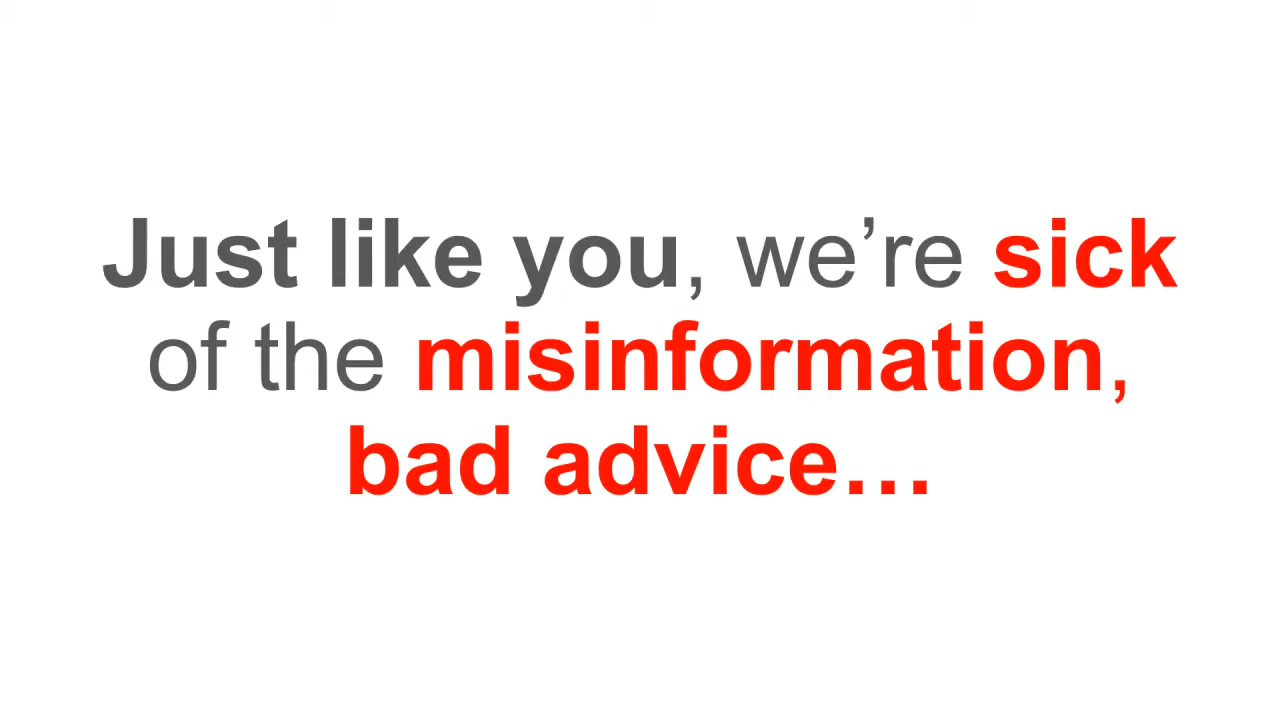 Just like you, we’re sick
of the misinformation,
bad advice…